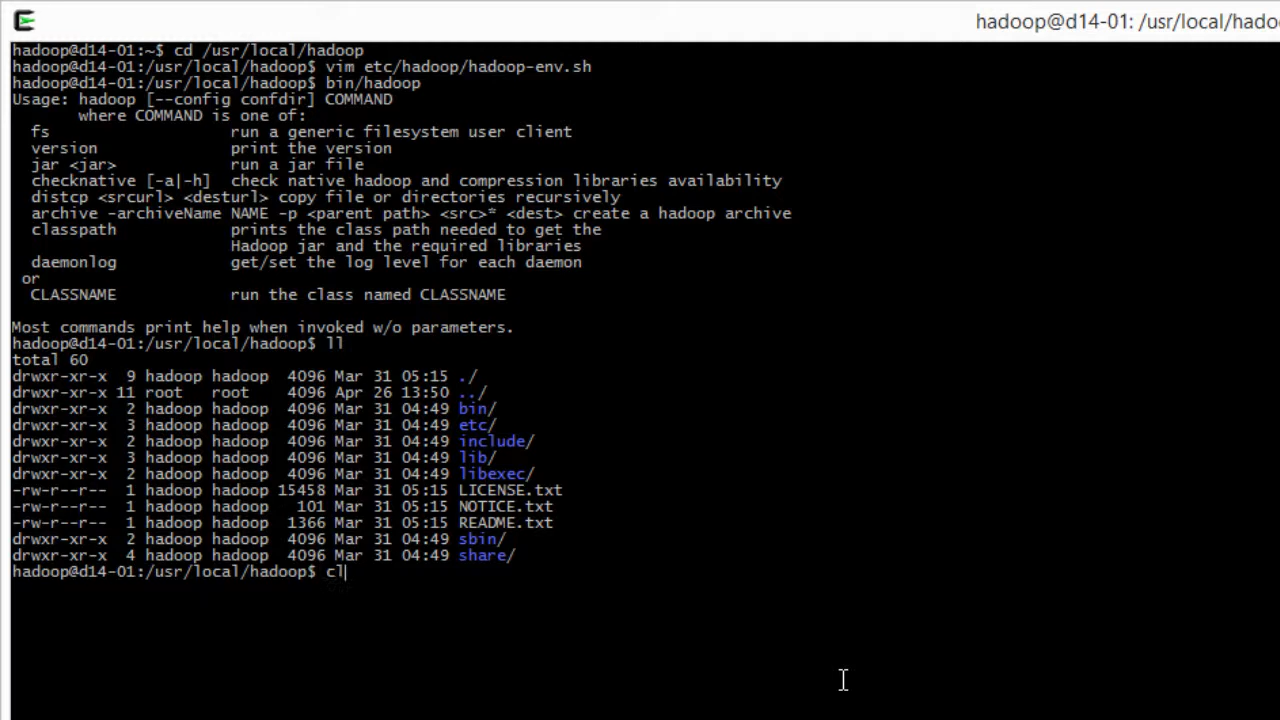 hadoop@d14-01: /usr/local/hado
hadoop@d14-01:~$ cd /usr/local/hadoop
hadoop@d14-01:/usr/local/hadoop$ vim etc/hadoop/hadoop-env.sh
hadoop@d14-01:/usr/local/hadoop$ bin/hadoop
Usage: hadoop [--config confdir] COMMAND
       where COMMAND is one of:
  fs                   run a generic filesystem user client
  version              print the version
  jar <jar>            run a jar file
  checknative [-a|-h]  check native hadoop and compression libraries availability
  distcp <srcurl> <desturl> copy file or directories recursively
  archive -archiveName NAME -p <parent path> <src>* <dest> create a hadoop archive
  classpath            prints the class path needed to get the
                       Hadoop jar and the required libraries
  daemonlog            get/set the log level for each daemon
 or
  CLASSNAME            run the class named CLASSNAME
Most commands print help when invoked w/o parameters.
hadoop@d14-01:/usr/local/hadoop$ ll
total 60
drwxr-xr-x  9 hadoop hadoop  4096 Mar 31 05:15 ./
drwxr-xr-x 11 root   root    4096 Apr 26 13:50 ../
drwxr-xr-x  2 hadoop hadoop  4096 Mar 31 04:49 bin/
drwxr-xr-x  3 hadoop hadoop  4096 Mar 31 04:49 etc/
drwxr-xr-x  2 hadoop hadoop  4096 Mar 31 04:49 include/
drwxr-xr-x  3 hadoop hadoop  4096 Mar 31 04:49 lib/
drwxr-xr-x  2 hadoop hadoop  4096 Mar 31 04:49 libexec/
-rw-r--r--  1 hadoop hadoop 15458 Mar 31 05:15 LICENSE.txt
-rw-r--r--  1 hadoop hadoop   101 Mar 31 05:15 NOTICE.txt
-rw-r--r--  1 hadoop hadoop  1366 Mar 31 05:15 README.txt
drwxr-xr-x  2 hadoop hadoop  4096 Mar 31 04:49 sbin/
drwxr-xr-x  4 hadoop hadoop  4096 Mar 31 04:49 share/
hadoop@d14-01:/usr/local/hadoop$ cl